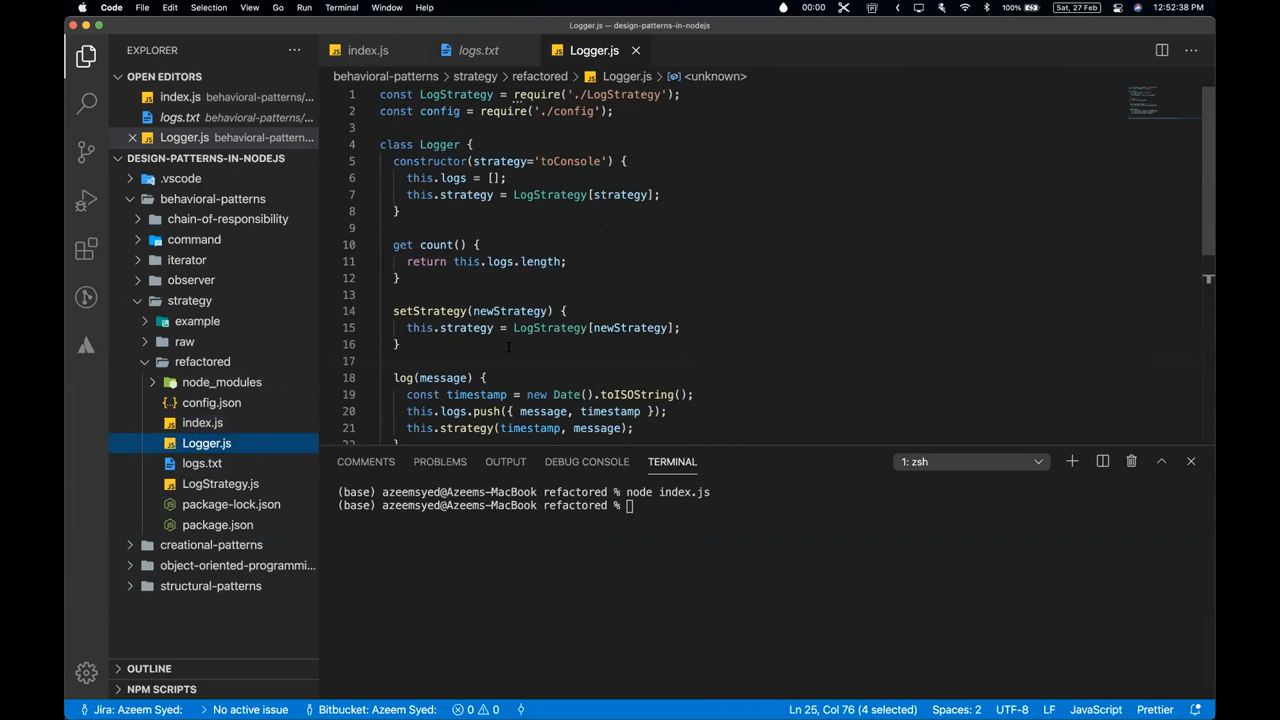 Code File Edit Selection View Go Run Terminal Window Help 00:00 100% Sat, 27 Feb 12:52:38 PM
Logger.js — design-patterns-in-nodejs
EXPLORER
index.js logs.txt Logger.js
behavioral-patterns > strategy > refactored > Logger.js > <unknown>
OPEN EDITORS
index.js behavioral-patterns/...
logs.txt behavioral-patterns/...
Logger.js behavioral-pattern...
DESIGN-PATTERNS-IN-NODEJS
.vscode
behavioral-patterns
chain-of-responsibility
command
iterator
observer
strategy
example
raw
refactored
node_modules
config.json
index.js
Logger.js
logs.txt
LogStrategy.js
package-lock.json
package.json
creational-patterns
object-oriented-programmi...
structural-patterns
OUTLINE
NPM SCRIPTS
1 const LogStrategy = require('./LogStrategy');
2 const config = require('./config');
3
4 class Logger {
5 constructor(strategy='toConsole') {
6 this.logs = [];
7 this.strategy = LogStrategy[strategy];
8 }
9
10 get count() {
11 return this.logs.length;
12 }
13
14 setStrategy(newStrategy) {
15 this.strategy = LogStrategy[newStrategy];
16 }
17
18 log(message) {
19 const timestamp = new Date().toISOString();
20 this.logs.push({ message, timestamp });
21 this.strategy(timestamp, message);
22 }
COMMENTS PROBLEMS OUTPUT DEBUG CONSOLE TERMINAL 1: zsh
(base) azeemsyed@Azeems-MacBook refactored % node index.js
(base) azeemsyed@Azeems-MacBook refactored %
Jira: Azeem Syed: No active issue Bitbucket: Azeem Syed: 0 0 Ln 25, Col 76 (4 selected) Spaces: 2 UTF-8 LF JavaScript Prettier